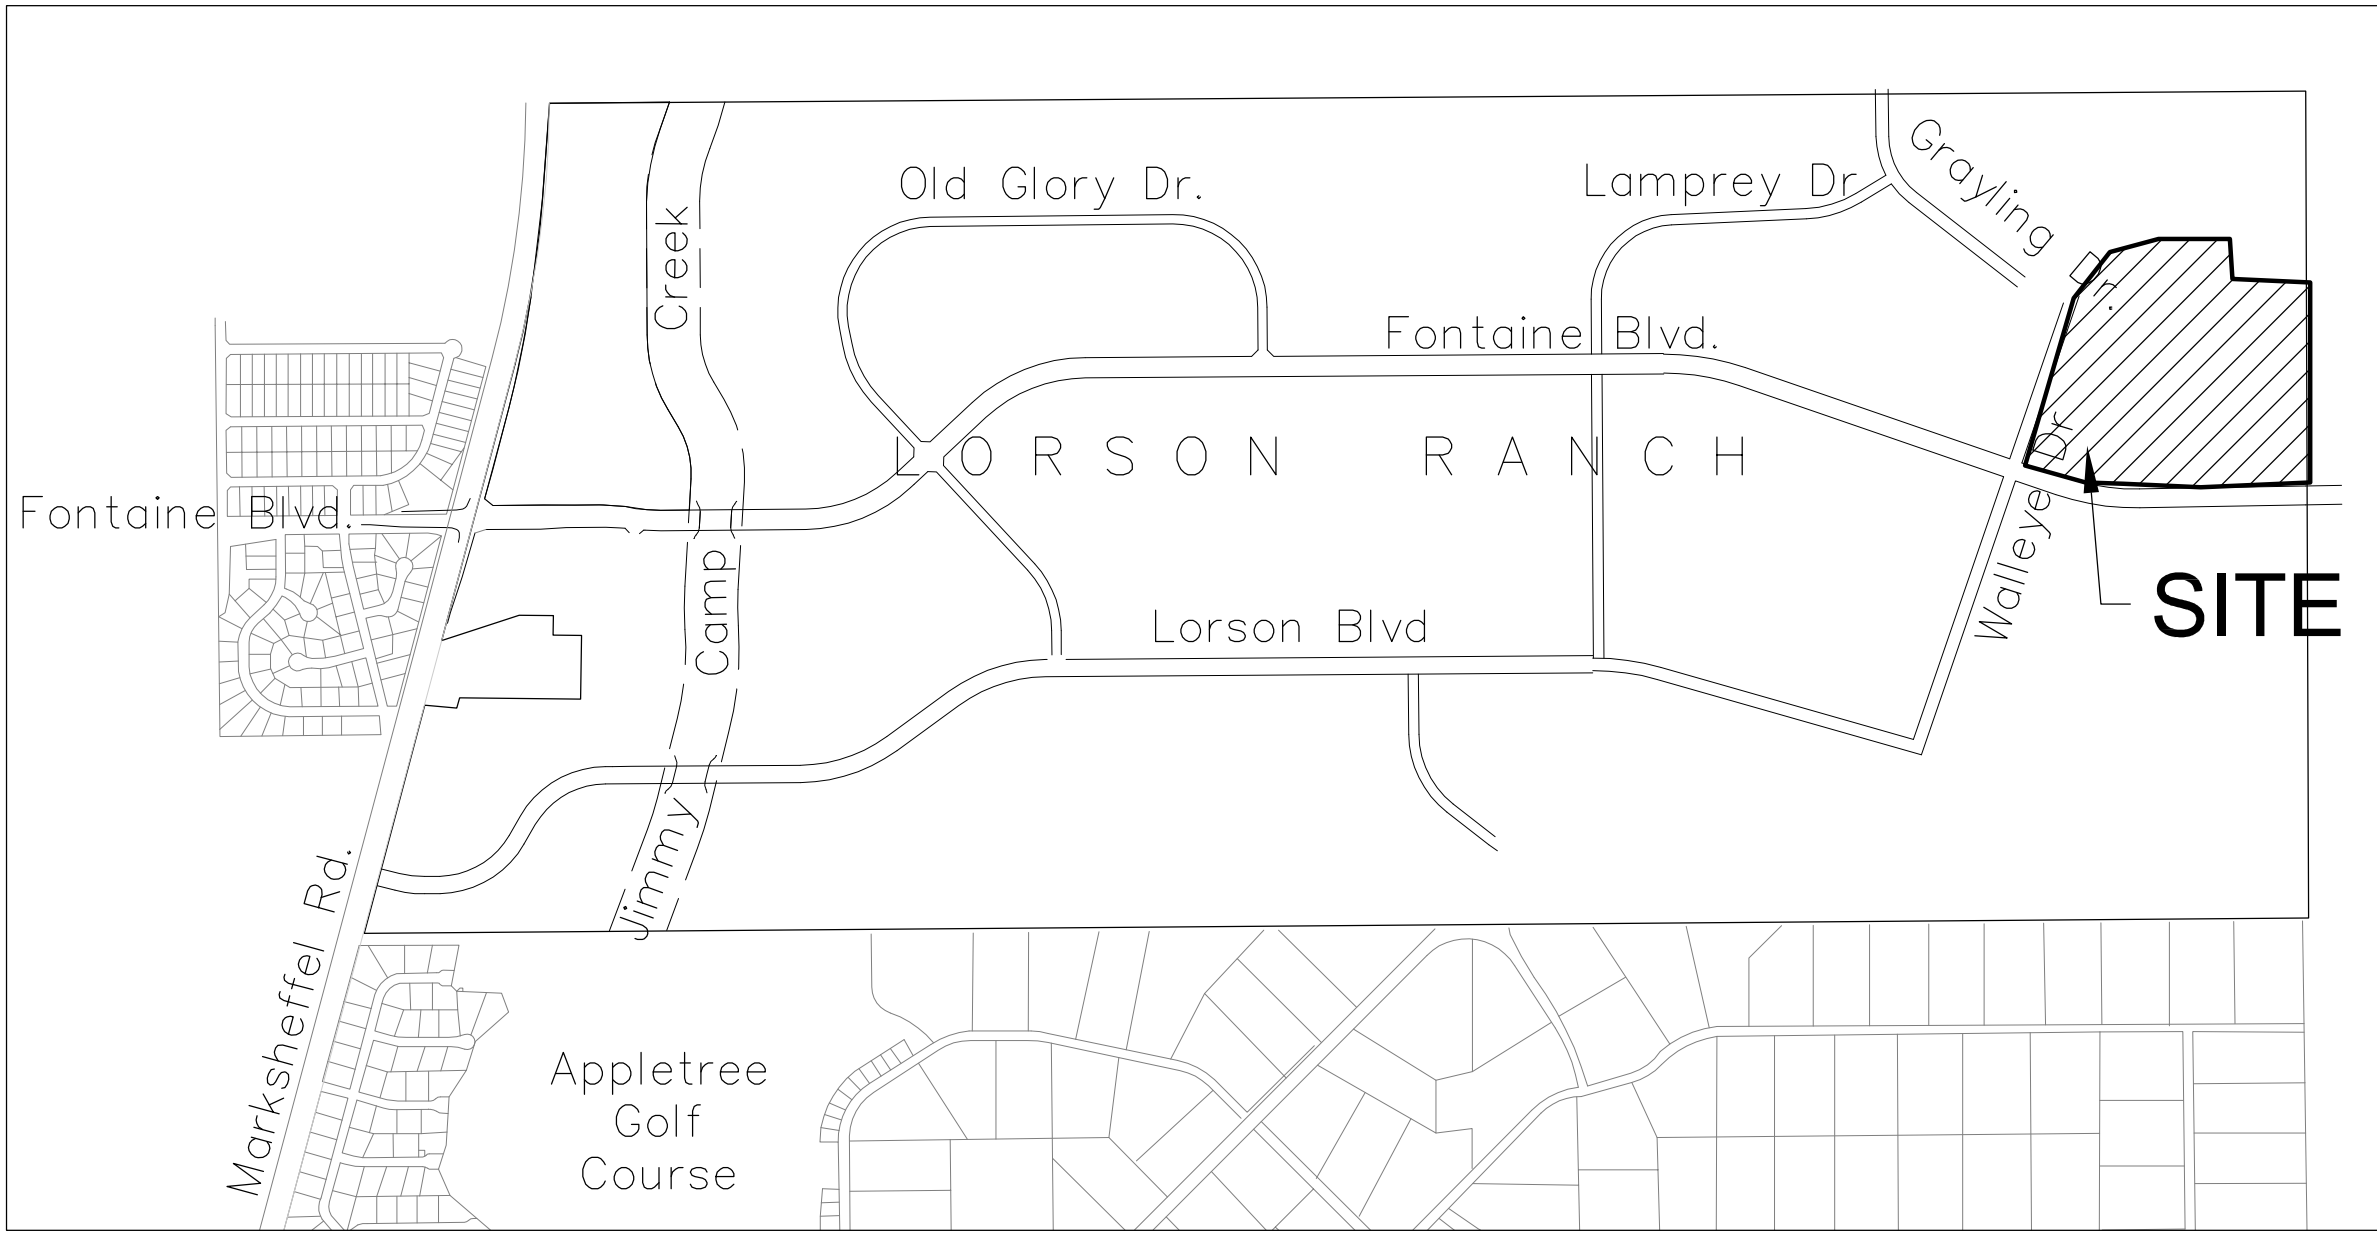 Old Glory Dr.
Lamprey Dr
Grayling Dr.
Creek
Fontaine Blvd.
LORSON RANCH
Fontaine Blvd.
Walleye Dr
SITE
Camp
Lorson Blvd
Jimmy
Marksheffel Rd.
Appletree
Golf
Course